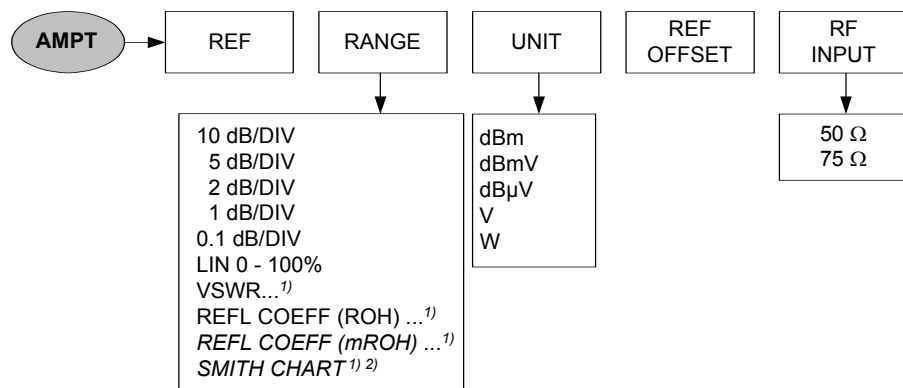 AMPT
REF
RANGE
UNIT
REF
OFFSET
RF
INPUT
10 dB/DIV
5 dB/DIV
2 dB/DIV
1 dB/DIV
0.1 dB/DIV
LIN 0 - 100%
VSWR...1)
REFL COEFF (ROH) ...1)
REFL COEFF (mROH) ...1)
SMITH CHART1) 2)
dBm
dBmV
dBµV
V
W
50 Ω
75 Ω